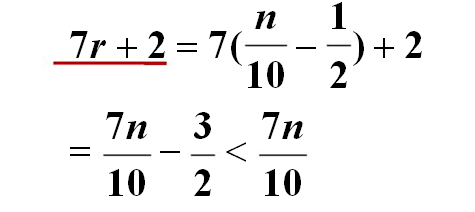 7r + 2 = 7(n/10 − 1/2) + 2
= 7n/10 − 3/2 < 7n/10